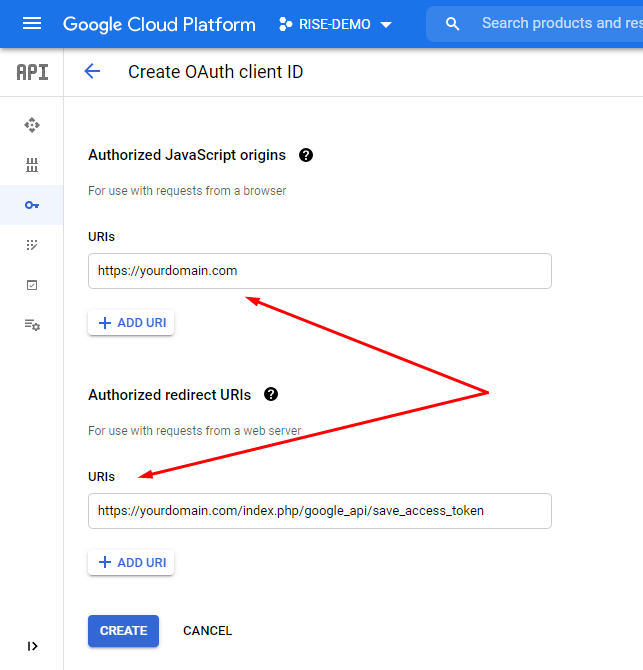 Google Cloud Platform
RISE-DEMO
Search products and res
API
Create OAuth client ID
Authorized JavaScript origins
For use with requests from a browser
URIs
https://yourdomain.com
ADD URI
Authorized redirect URIs
For use with requests from a web server
URIs
https://yourdomain.com/index.php/google_api/save_access_token
ADD URI
CREATE
CANCEL